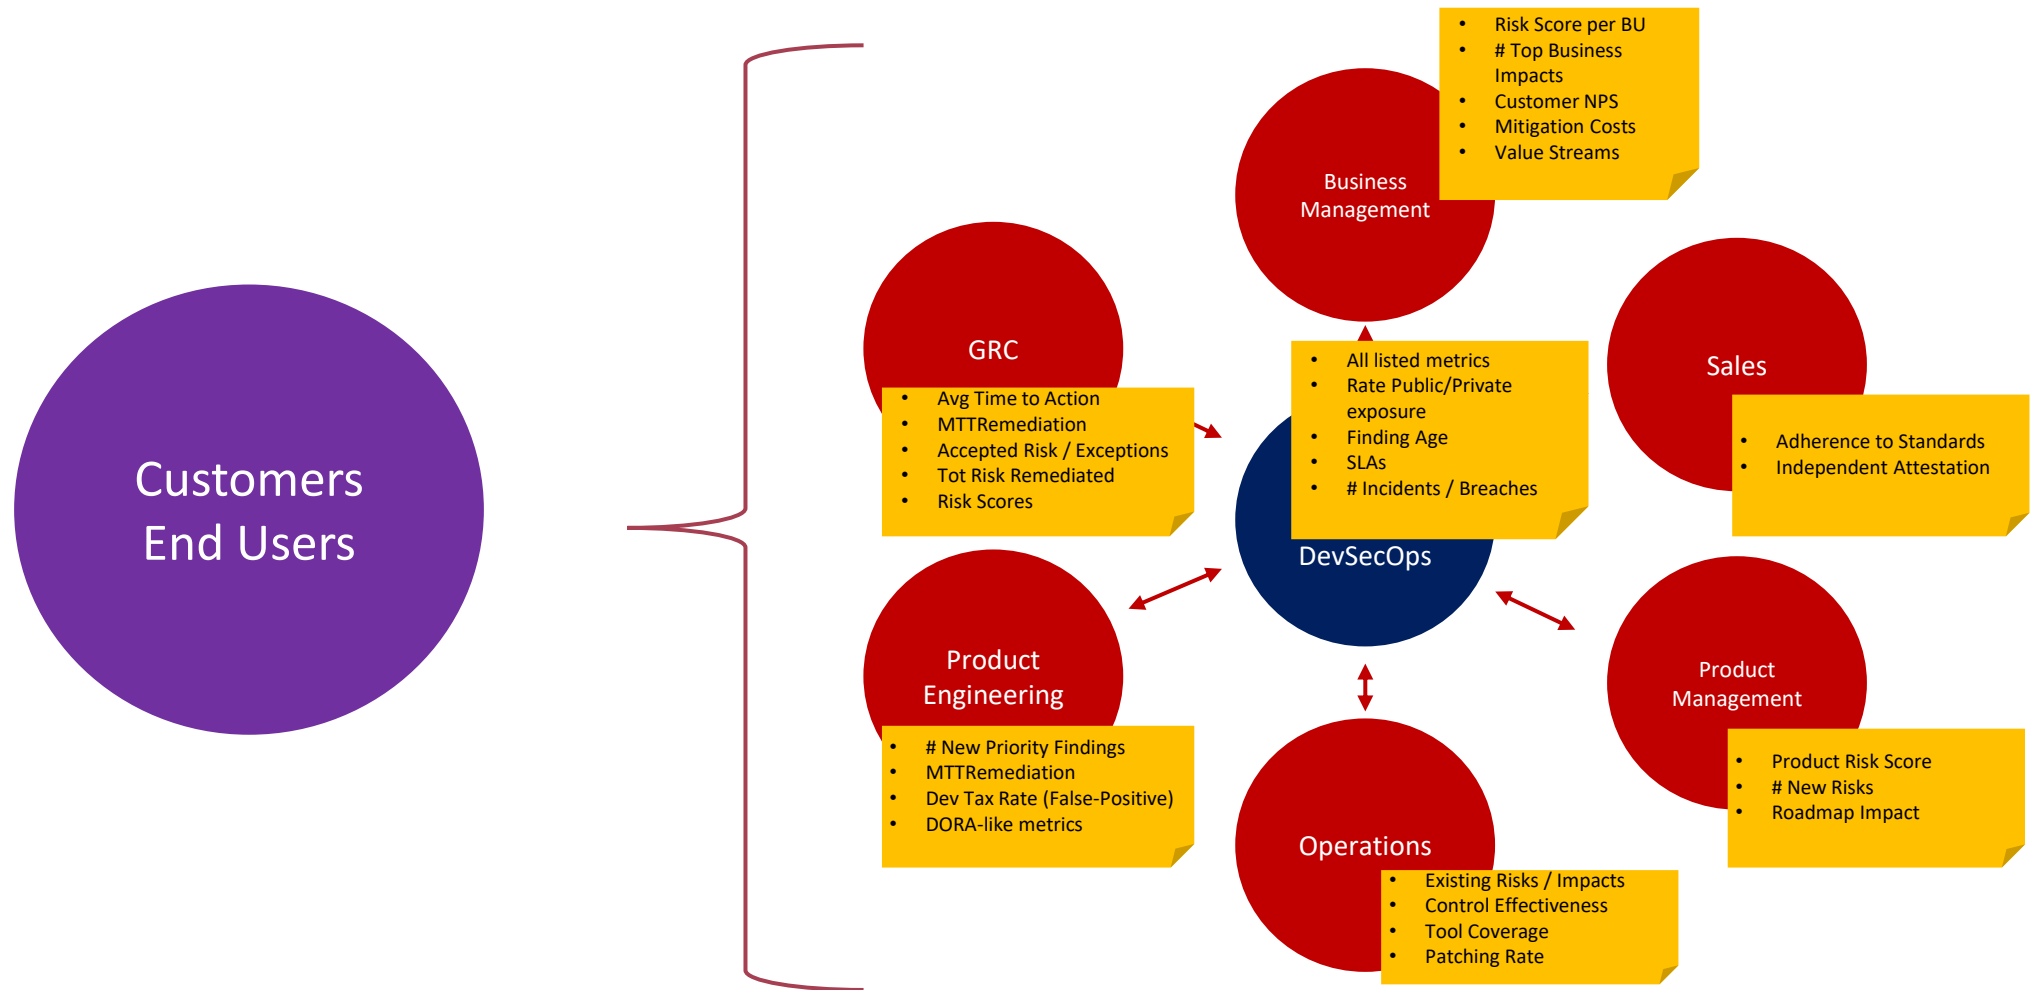 Customers
End Users
Business
Management
• Risk Score per BU
• # Top Business
Impacts
• Customer NPS
• Mitigation Costs
• Value Streams
GRC
• Avg Time to Action
• MTTRemediation
• Accepted Risk / Exceptions
• Tot Risk Remediated
• Risk Scores
• All listed metrics
• Rate Public/Private
exposure
• Finding Age
• SLAs
• # Incidents / Breaches
DevSecOps
Sales
• Adherence to Standards
• Independent Attestation
Product
Engineering
• # New Priority Findings
• MTTRemediation
• Dev Tax Rate (False-Positive)
• DORA-like metrics
Product
Management
• Product Risk Score
• # New Risks
• Roadmap Impact
Operations
• Existing Risks / Impacts
• Control Effectiveness
• Tool Coverage
• Patching Rate